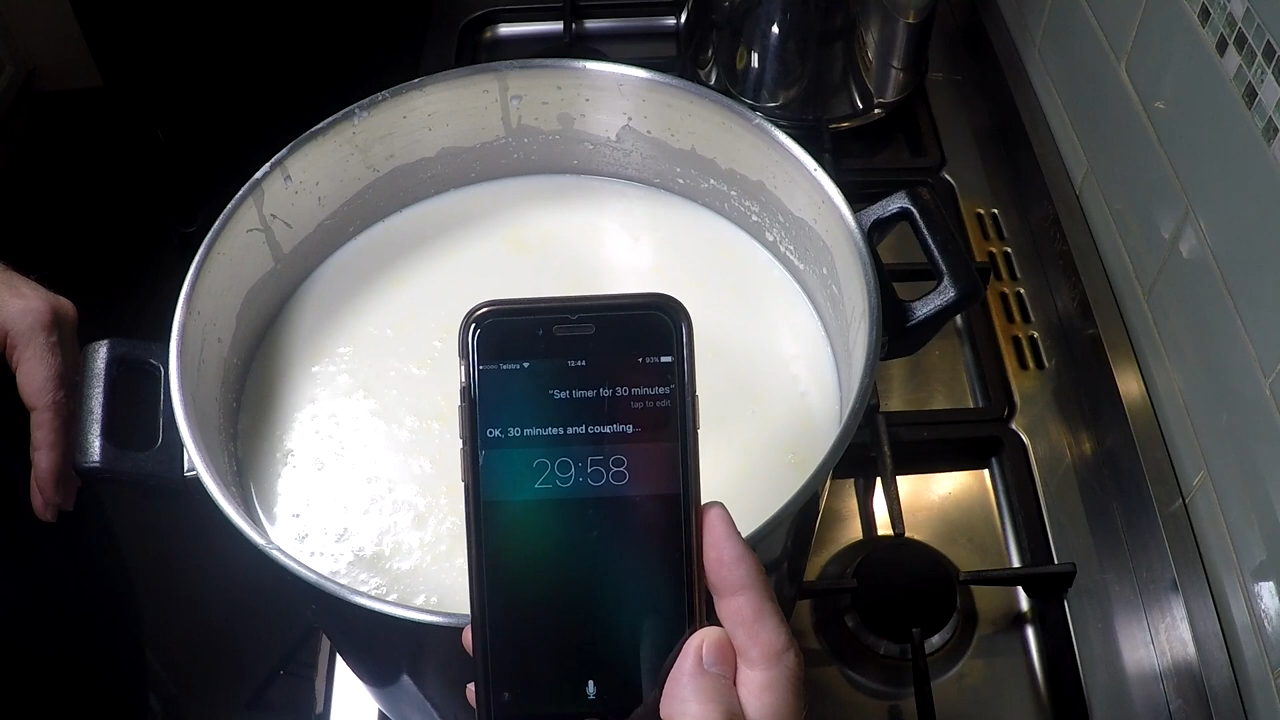 Telstra 12:44 93%
“Set timer for 30 minutes”
tap to edit
OK, 30 minutes and counting...
29:58